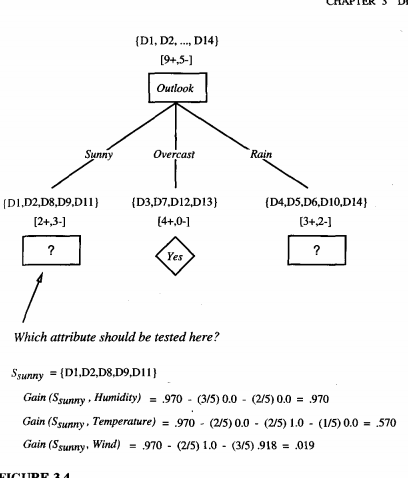 CHAPTER 3
{D1, D2, ..., D14}
[9+,5-]
Outlook
Sunny Overcast Rain
{D1,D2,D8,D9,D11} {D3,D7,D12,D13} {D4,D5,D6,D10,D14}
[2+,3-] [4+,0-] [3+,2-]
? Yes ?
Which attribute should be tested here?
Ssunny = {D1,D2,D8,D9,D11}
Gain (Ssunny , Humidity) = .970 - (3/5) 0.0 - (2/5) 0.0 = .970
Gain (Ssunny , Temperature) = .970 - (2/5) 0.0 - (2/5) 1.0 - (1/5) 0.0 = .570
Gain (Ssunny , Wind) = .970 - (2/5) 1.0 - (3/5) .918 = .019
FIGURE 3.4